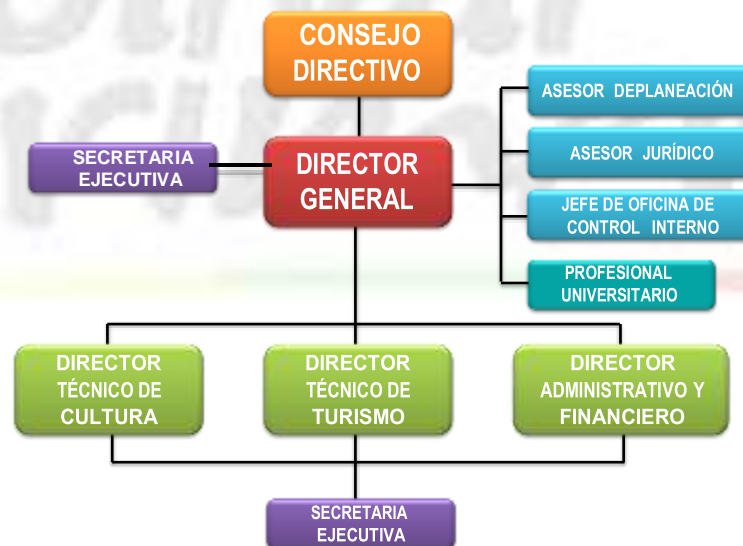 CONSEJO
DIRECTIVO
ASESOR DEPLANEACIÓN
ASESOR JURÍDICO
SECRETARIA
EJECUTIVA
DIRECTOR
GENERAL
JEFE DE OFICINA DE
CONTROL INTERNO
PROFESIONAL
UNIVERSITARIO
DIRECTOR
TÉCNICO DE
CULTURA
DIRECTOR
TÉCNICO DE
TURISMO
DIRECTOR
ADMINISTRATIVO Y
FINANCIERO
SECRETARIA
EJECUTIVA